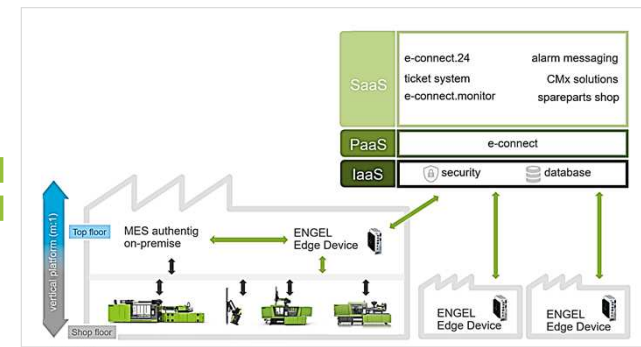 SaaS
e-connect.24
alarm messaging
ticket system
CMx solutions
e-connect.monitor
spareparts shop
PaaS
e-connect
IaaS
security
database
vertical platform (m:1)
Top floor
MES authentig
on-premise
ENGEL
Edge Device
Shop floor
ENGEL
Edge Device
ENGEL
Edge Device